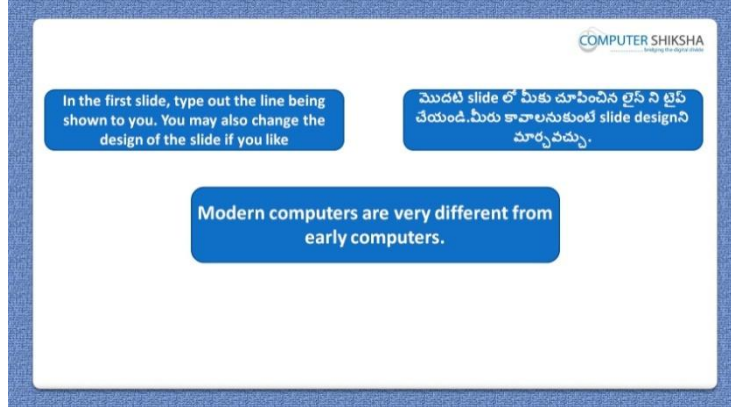 COMPUTER SHIKSHA
bridging the digital divide
In the first slide, type out the line being
shown to you. You may also change the
design of the slide if you like
మొదటి slide లో మీకు చూపించిన లైన్ ని టైప్
చేయండి.మీరు కావాలనుకుంటే slide designని
మార్చవచ్చు.
Modern computers are very different from
early computers.